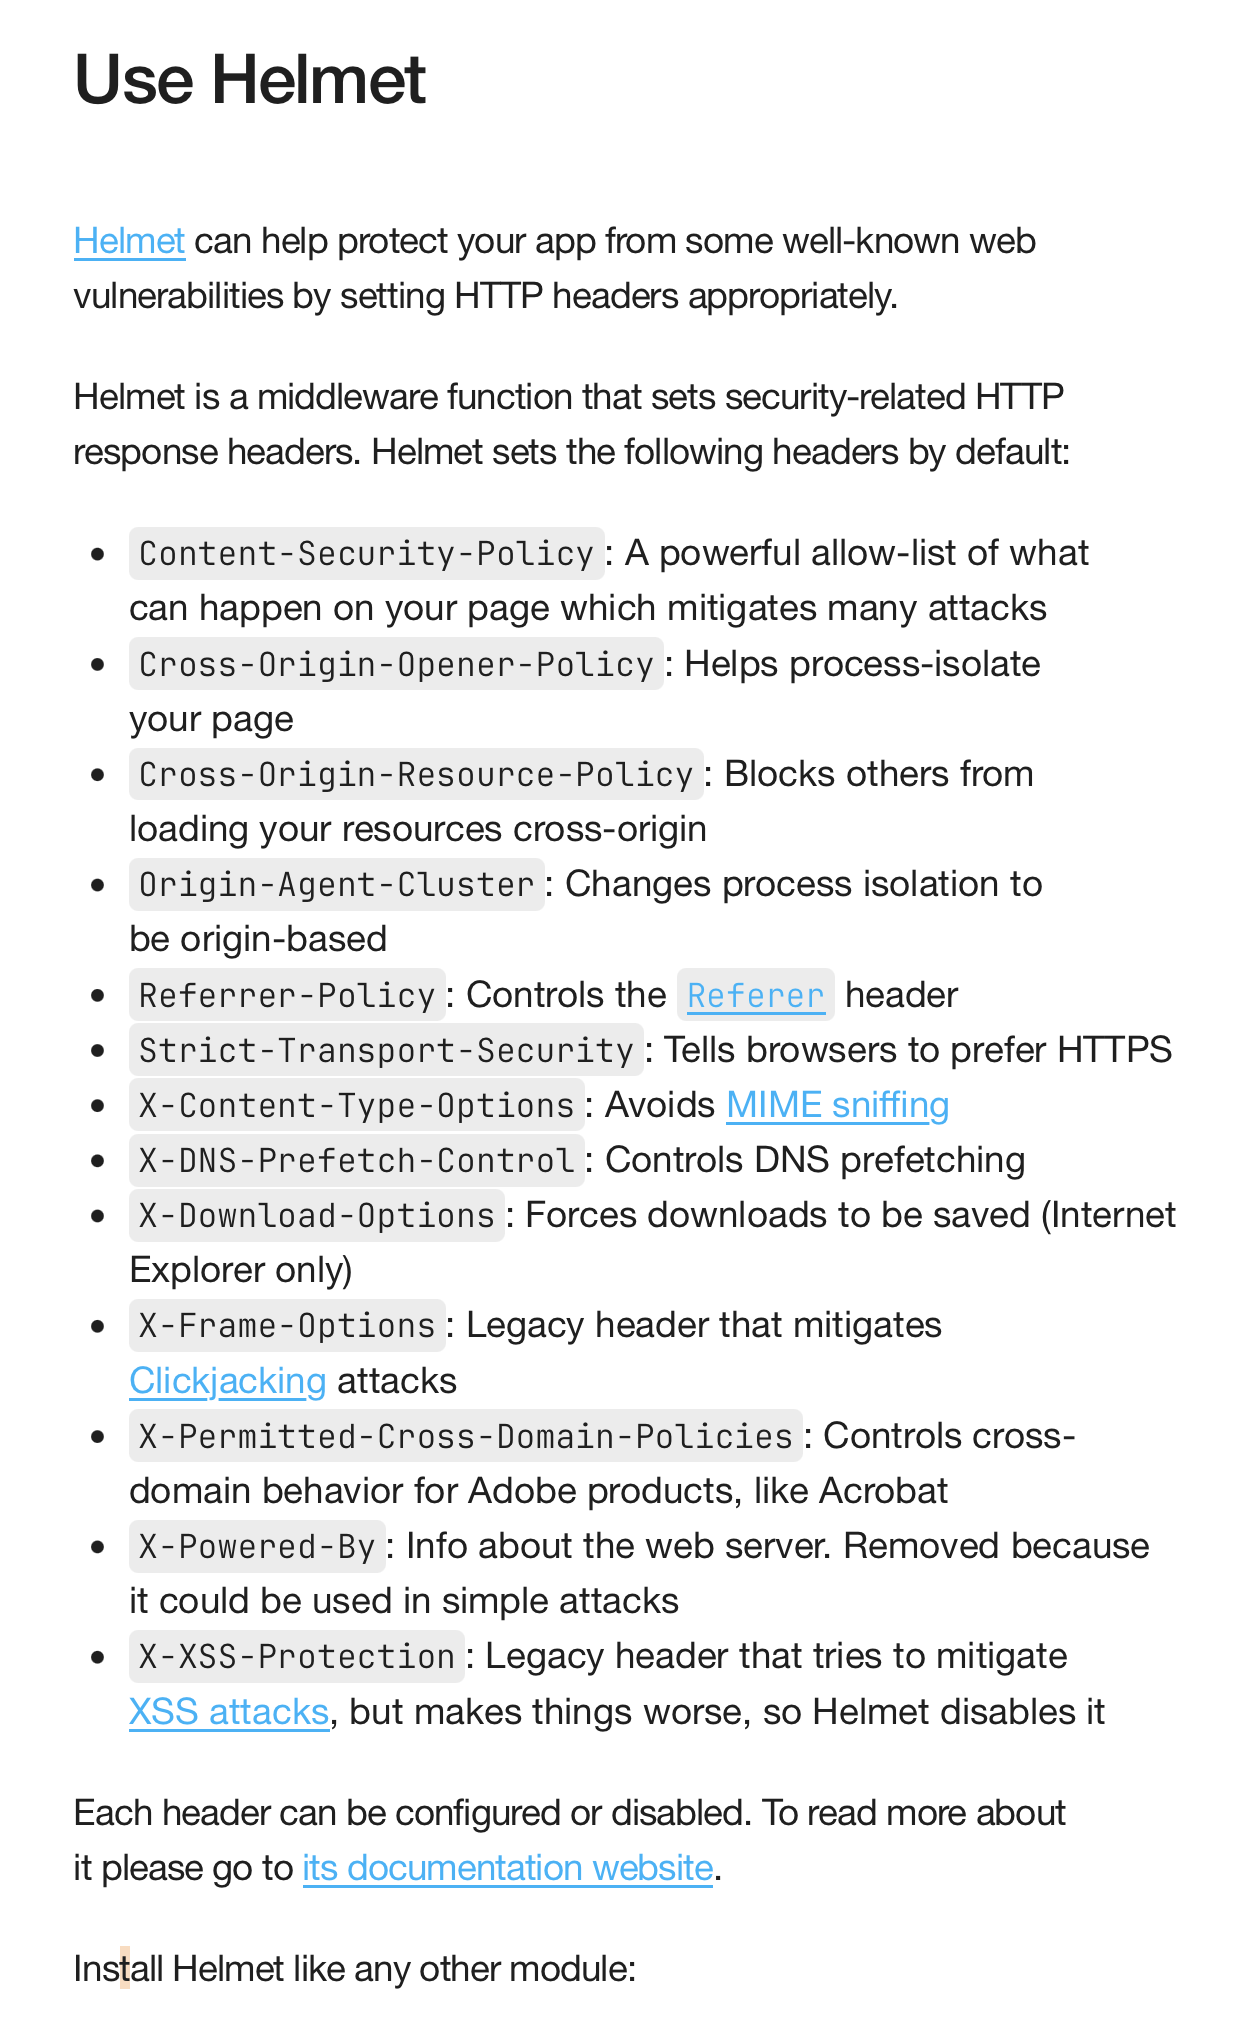 Use Helmet
Helmet can help protect your app from some well-known web
vulnerabilities by setting HTTP headers appropriately.
Helmet is a middleware function that sets security-related HTTP
response headers. Helmet sets the following headers by default:
• Content-Security-Policy: A powerful allow-list of what
can happen on your page which mitigates many attacks
• Cross-Origin-Opener-Policy: Helps process-isolate
your page
• Cross-Origin-Resource-Policy: Blocks others from
loading your resources cross-origin
• Origin-Agent-Cluster: Changes process isolation to
be origin-based
• Referrer-Policy: Controls the Referer header
• Strict-Transport-Security: Tells browsers to prefer HTTPS
• X-Content-Type-Options: Avoids MIME sniffing
• X-DNS-Prefetch-Control: Controls DNS prefetching
• X-Download-Options: Forces downloads to be saved (Internet
Explorer only)
• X-Frame-Options: Legacy header that mitigates
Clickjacking attacks
• X-Permitted-Cross-Domain-Policies: Controls cross-
domain behavior for Adobe products, like Acrobat
• X-Powered-By: Info about the web server. Removed because
it could be used in simple attacks
• X-XSS-Protection: Legacy header that tries to mitigate
XSS attacks, but makes things worse, so Helmet disables it
Each header can be configured or disabled. To read more about
it please go to its documentation website.
Install Helmet like any other module: